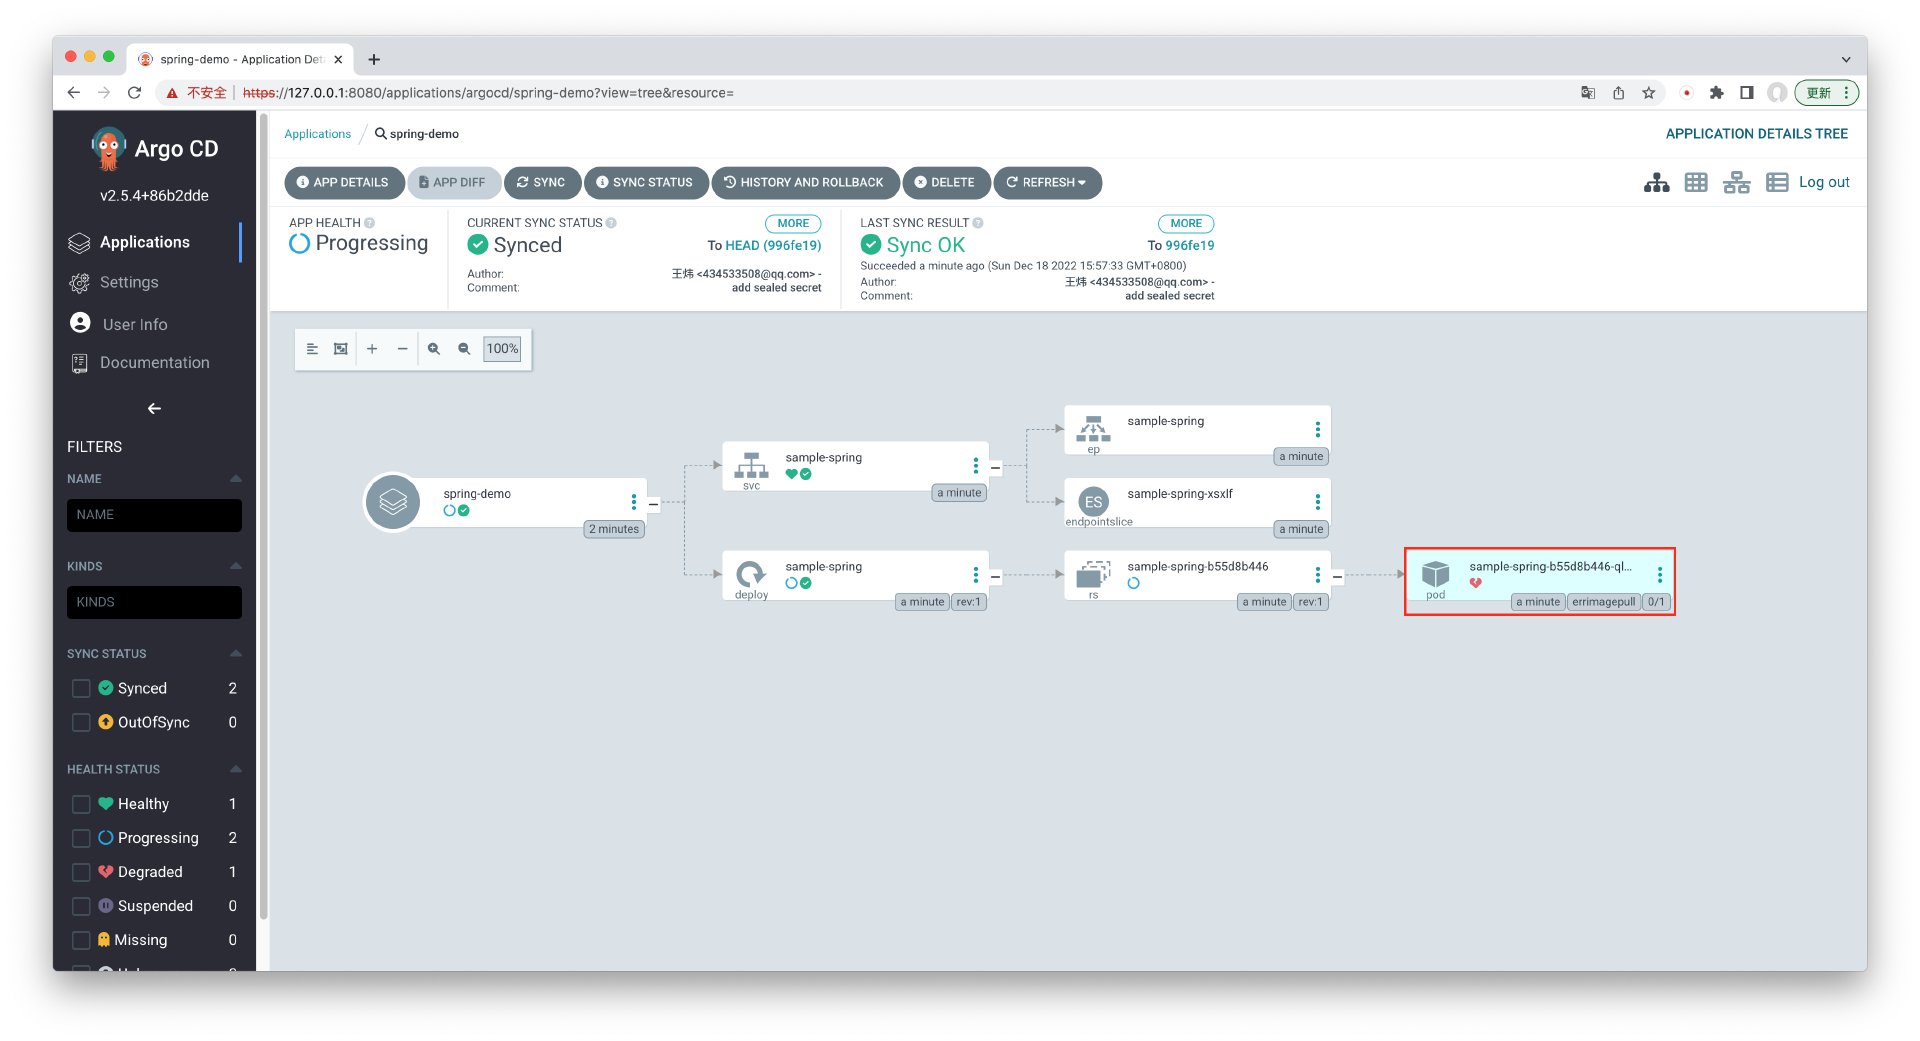 spring-demo - Application Det
不安全
https://127.0.0.1:8080/applications/argocd/spring-demo?view=tree&resource=
更新
Argo CD
v2.5.4+86b2dde
Applications
Settings
User Info
Documentation
FILTERS
NAME
NAME
KINDS
KINDS
SYNC STATUS
Synced 2
OutOfSync 0
HEALTH STATUS
Healthy 1
Progressing 2
Degraded 1
Suspended 0
Missing 0
Applications / spring-demo
APPLICATION DETAILS TREE
APP DETAILS APP DIFF SYNC SYNC STATUS HISTORY AND ROLLBACK DELETE REFRESH
Log out
APP HEALTH
Progressing
CURRENT SYNC STATUS MORE
Synced To HEAD (996fe19)
Author: 王炜 <434533508@qq.com> -
Comment: add sealed secret
LAST SYNC RESULT MORE
Sync OK To 996fe19
Succeeded a minute ago (Sun Dec 18 2022 15:57:33 GMT+0800)
Author: 王炜 <434533508@qq.com> -
Comment: add sealed secret
100%
spring-demo
2 minutes
sample-spring
svc
a minute
sample-spring
ep
a minute
ES
sample-spring-xsxlf
endpointslice
a minute
sample-spring
deploy
a minute rev:1
sample-spring-b55d8b446
rs
a minute rev:1
sample-spring-b55d8b446-ql...
pod
a minute errimagepull 0/1